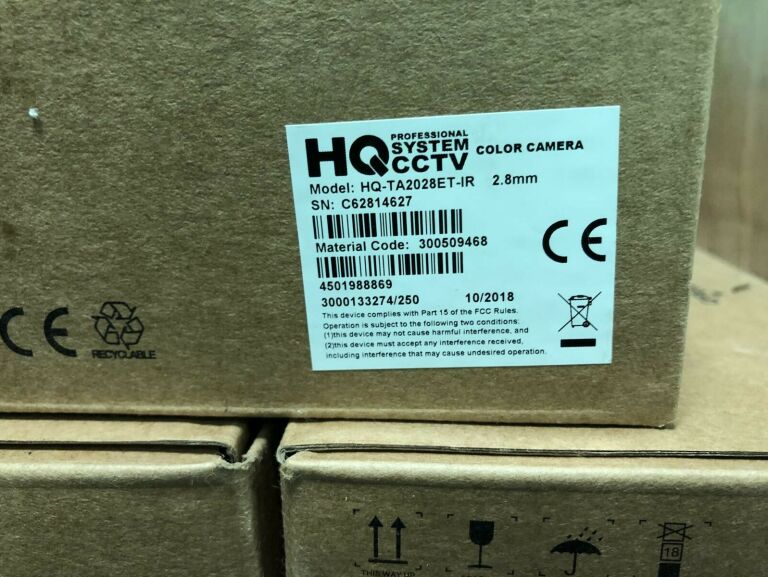 HQ PROFESSIONAL SYSTEM CCTV COLOR CAMERA
Model: HQ-TA2028ET-IR 2.8mm
SN: C62814627
Material Code: 300509468
CE
4501988869
3000133274/250 10/2018
This device complies with Part 15 of the FCC Rules.
Operation is subject to the following two conditions:
(1)this device may not cause harmful interference, and
(2)this device must accept any interference received,
including interference that may cause undesired operation.
CE
RECYCLABLE
18
THIS WAY UP